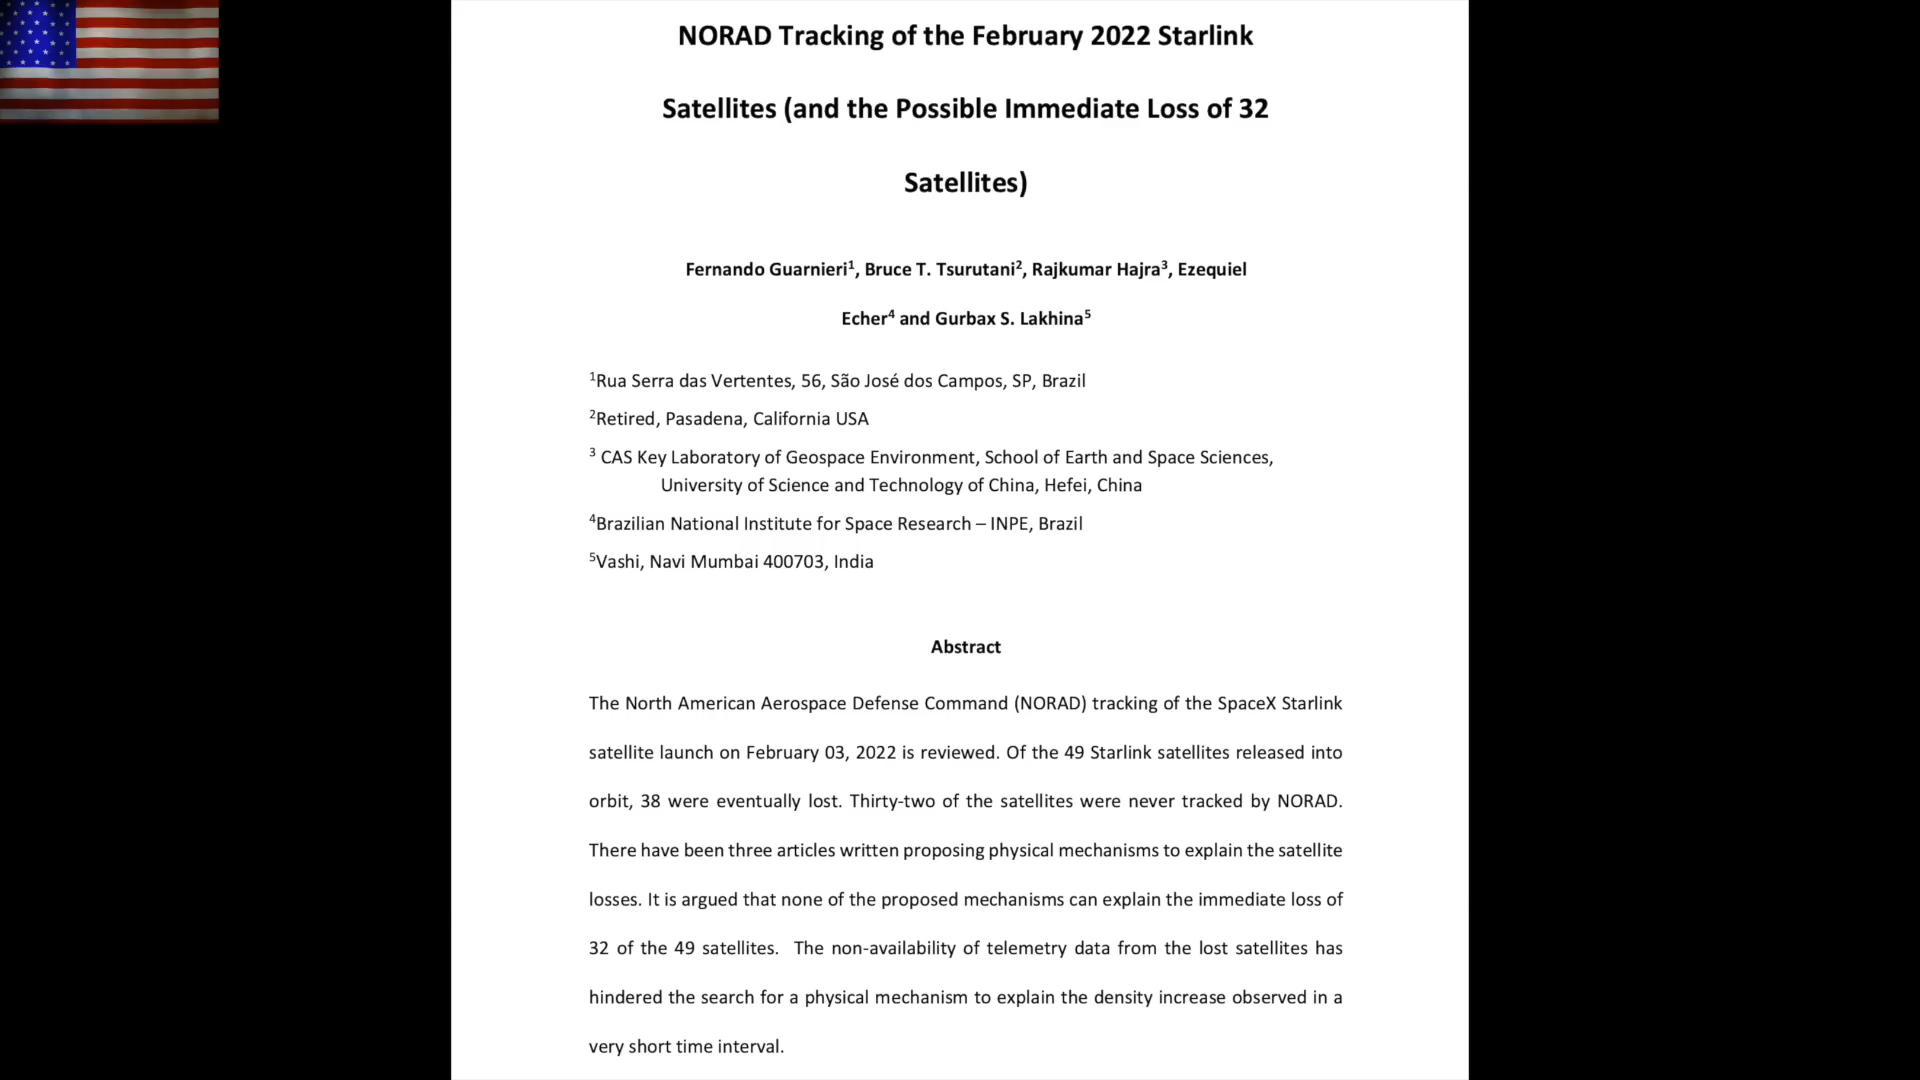 NORAD Tracking of the February 2022 Starlink
Satellites (and the Possible Immediate Loss of 32
Satellites)
Fernando Guarnieri¹, Bruce T. Tsurutani², Rajkumar Hajra³, Ezequiel
Echer⁴ and Gurbax S. Lakhina⁵
¹Rua Serra das Vertentes, 56, São José dos Campos, SP, Brazil
²Retired, Pasadena, California USA
³ CAS Key Laboratory of Geospace Environment, School of Earth and Space Sciences,
University of Science and Technology of China, Hefei, China
⁴Brazilian National Institute for Space Research – INPE, Brazil
⁵Vashi, Navi Mumbai 400703, India
Abstract
The North American Aerospace Defense Command (NORAD) tracking of the SpaceX Starlink
satellite launch on February 03, 2022 is reviewed. Of the 49 Starlink satellites released into
orbit, 38 were eventually lost. Thirty-two of the satellites were never tracked by NORAD.
There have been three articles written proposing physical mechanisms to explain the satellite
losses. It is argued that none of the proposed mechanisms can explain the immediate loss of
32 of the 49 satellites.  The non-availability of telemetry data from the lost satellites has
hindered the search for a physical mechanism to explain the density increase observed in a
very short time interval.